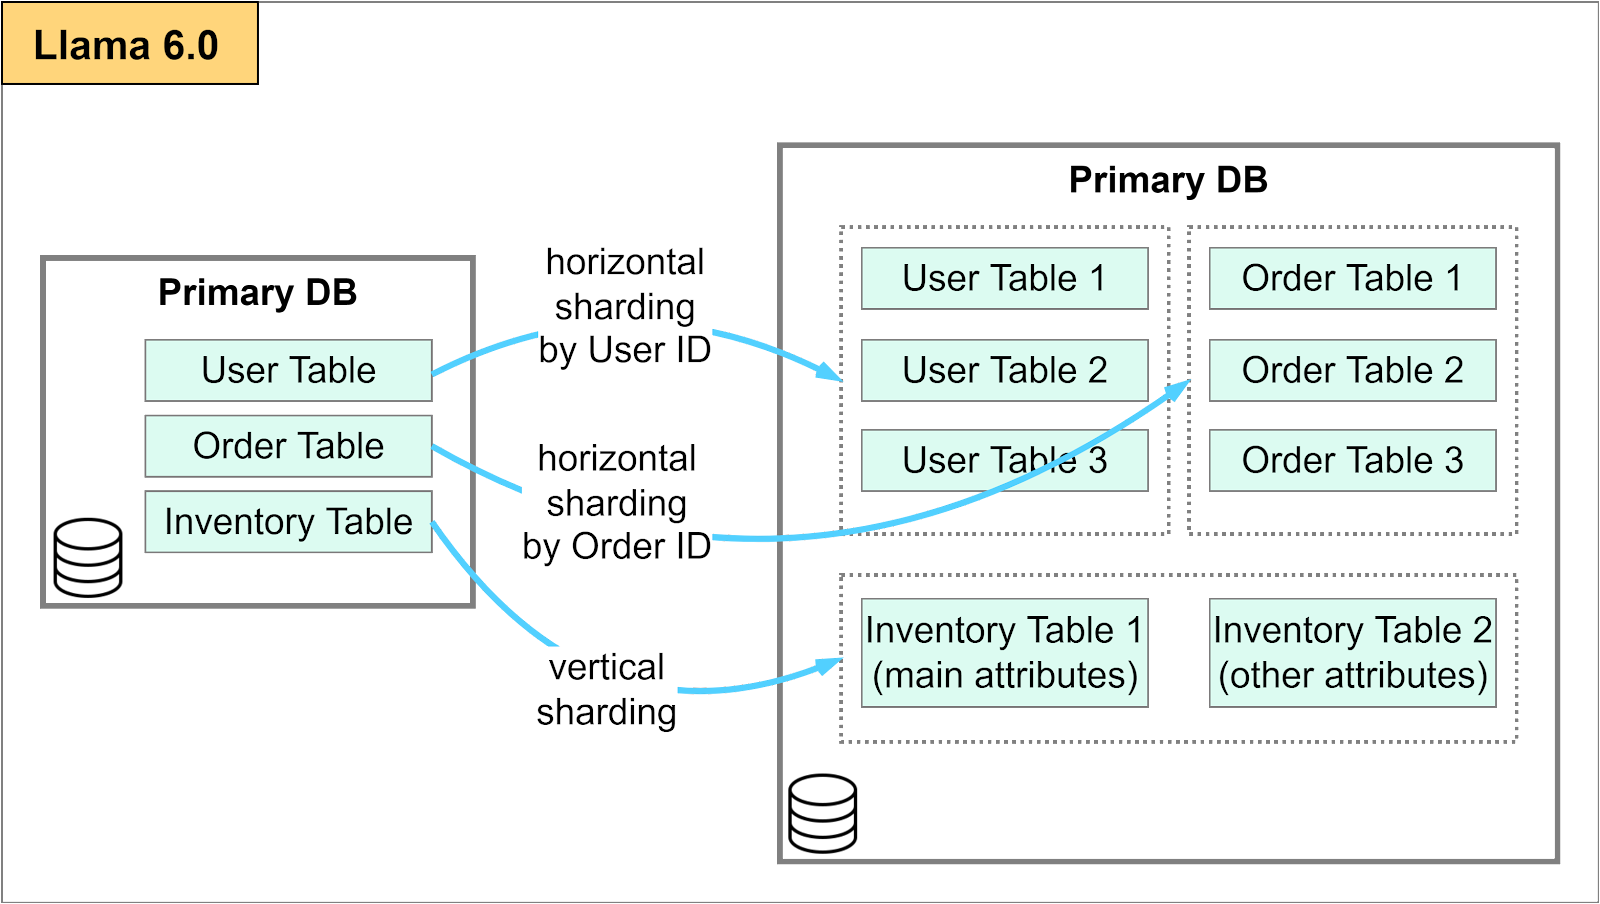 Llama 6.0
Primary DB
User Table
Order Table
Inventory Table
horizontal
sharding
by User ID
horizontal
sharding
by Order ID
vertical
sharding
Primary DB
User Table 1
User Table 2
User Table 3
Order Table 1
Order Table 2
Order Table 3
Inventory Table 1
(main attributes)
Inventory Table 2
(other attributes)